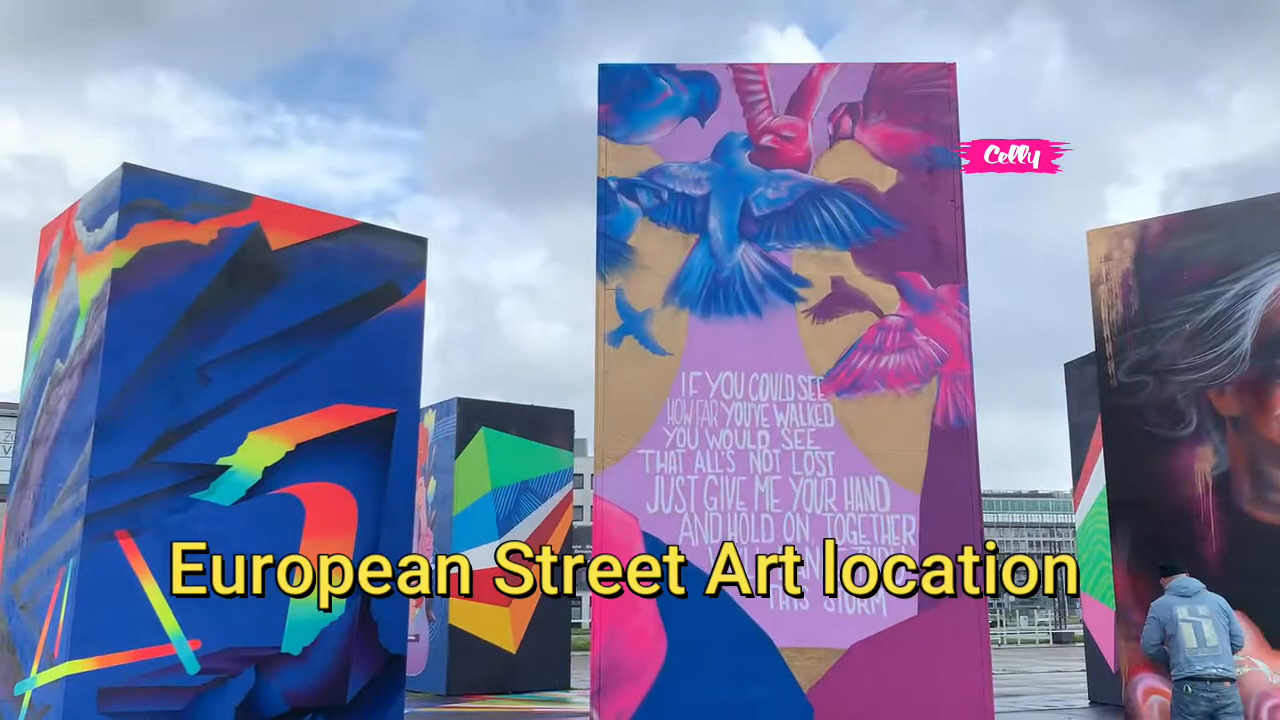 Celly
IF YOU COULD SEE
HOW FAR YOU'VE WALKED
YOU WOULD SEE
THAT ALL'S NOT LOST
JUST GIVE ME YOUR HAND
AND HOLD ON TOGETHER
European Street Art location
THIS STORM